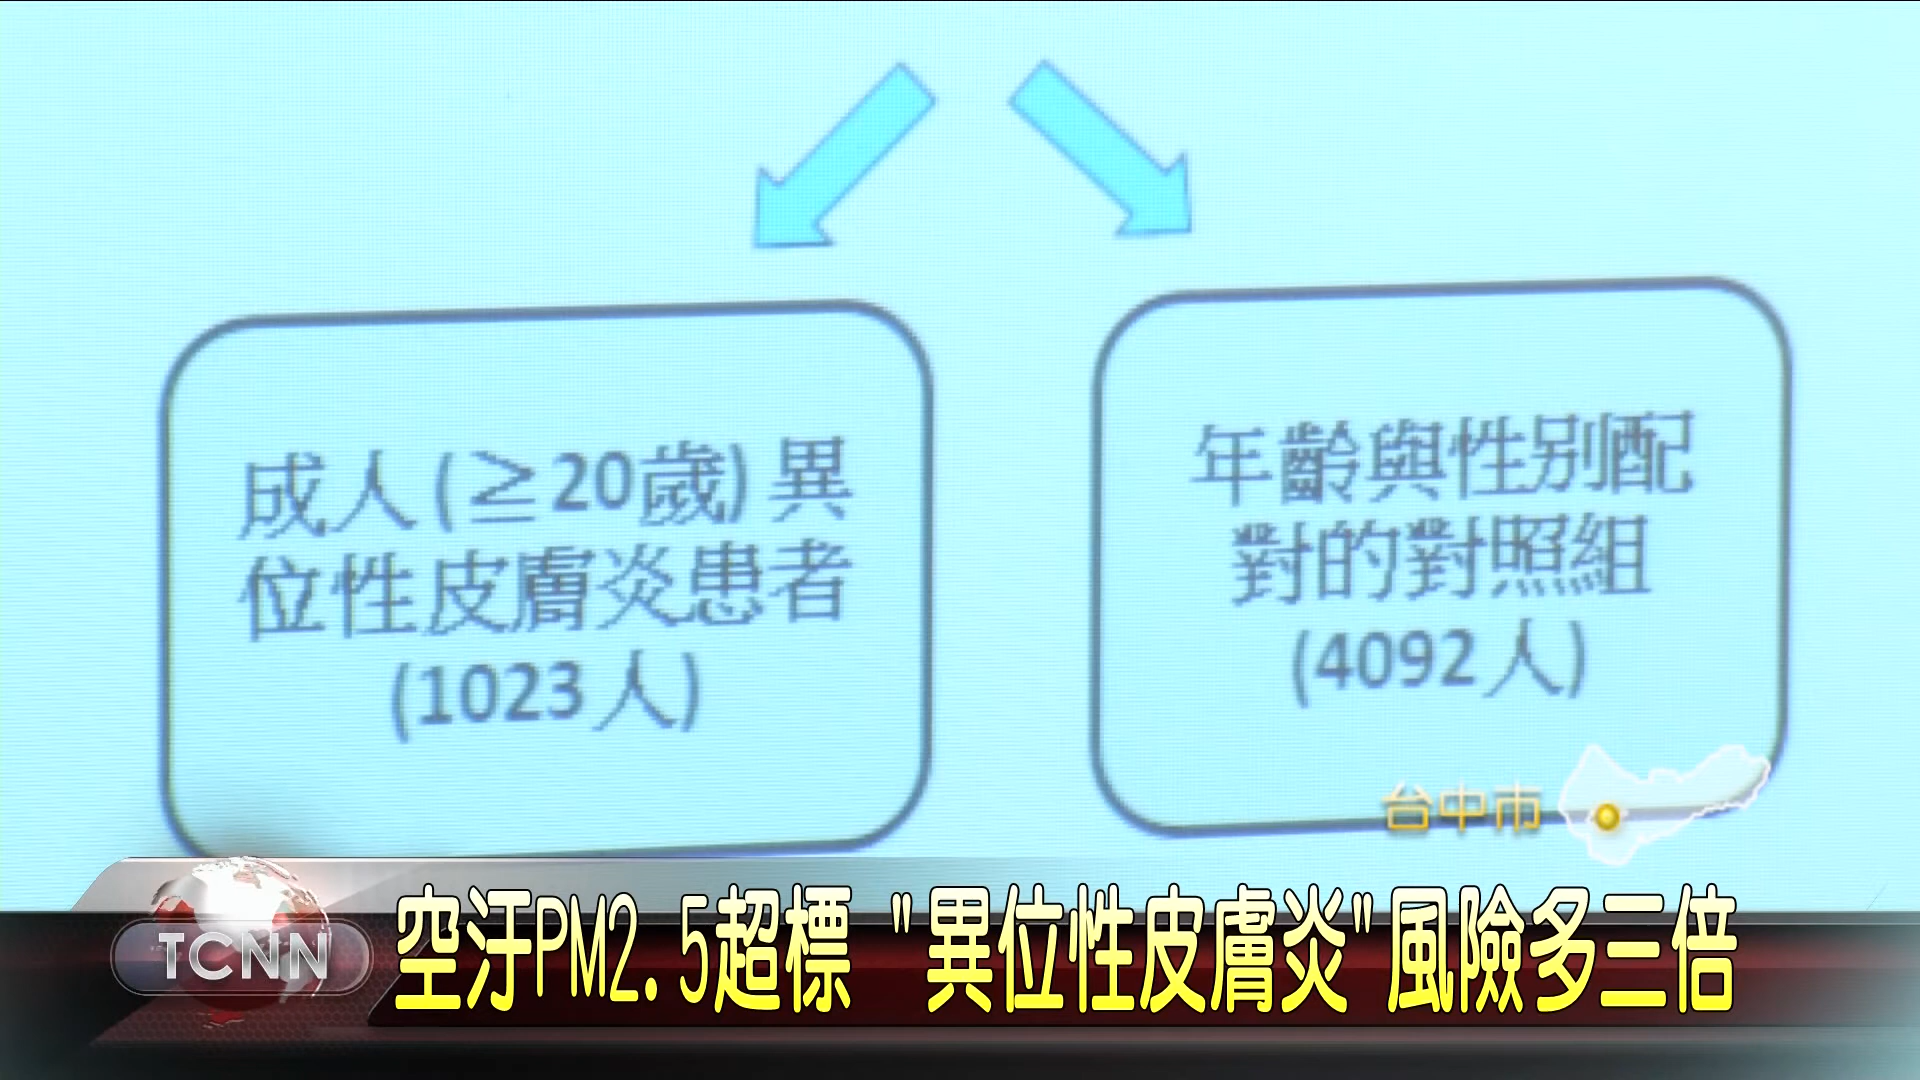 成人(≧20歲)異
位性皮膚炎患者
(1023人)
年齡與性別配
對的對照組
(4092人)
台中市
TCNN
空汙PM2.5超標 "異位性皮膚炎"風險多三倍